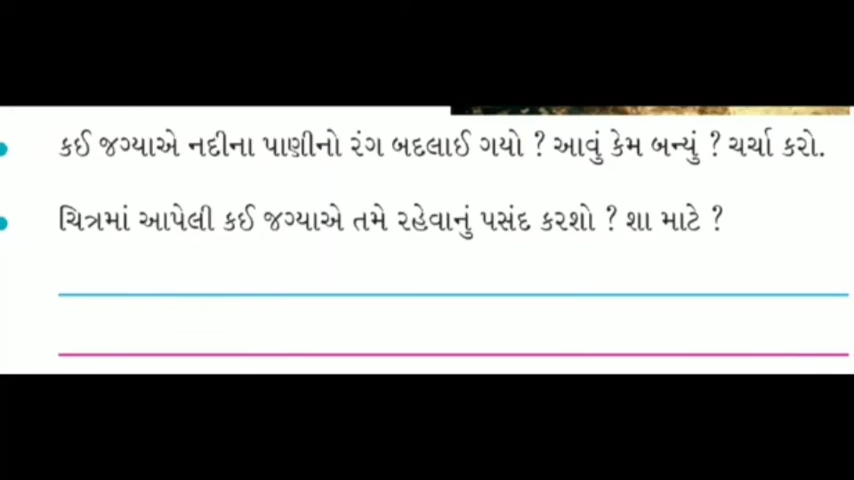 કઈ જગ્યાએ નદીના પાણીનો રંગ બદલાઈ ગયો ? આવું કેમ બન્યું ? ચર્ચા કરો.
ચિત્રમાં આપેલી કઈ જગ્યાએ તમે રહેવાનું પસંદ કરશો ? શા માટે ?